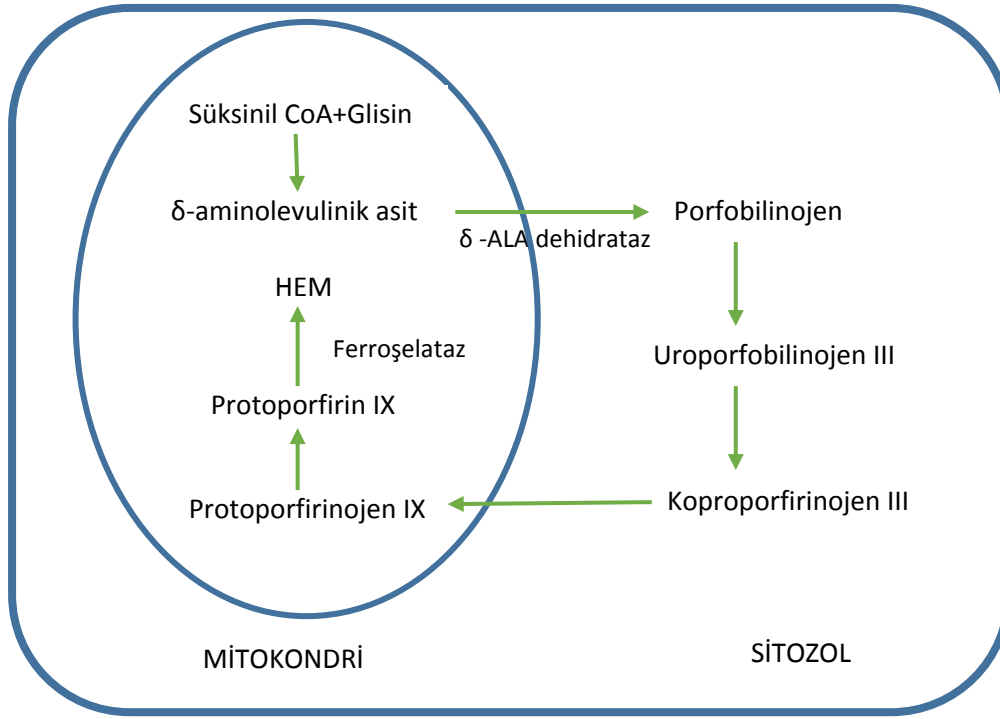 Süksinil CoA+Glisin
δ-aminolevulinik asit
δ -ALA dehidrataz
Porfobilinojen
HEM
Ferroşelataz
Uroporfobilinojen III
Protoporfirin IX
Protoporfirinojen IX
Koproporfirinojen III
MİTOKONDRİ
SİTOZOL